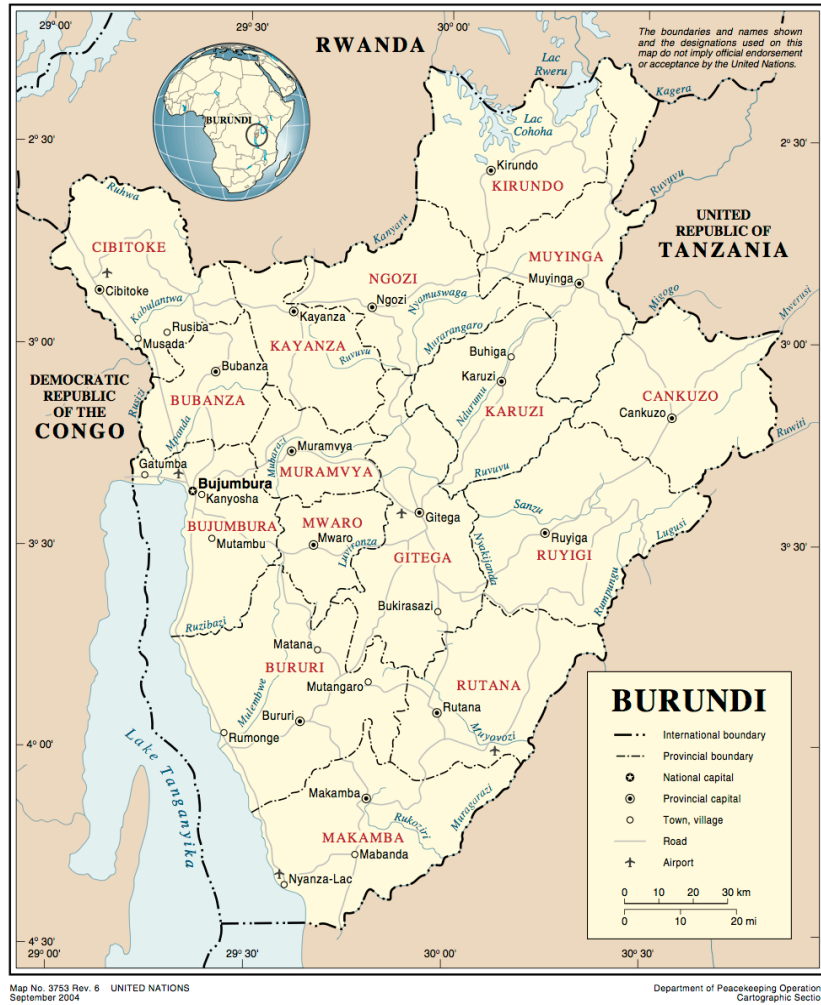 29° 00'
29° 30'
30° 00'
RWANDA
The boundaries and names shown
and the designations used on this
map do not imply official endorsement
or acceptance by the United Nations.
Lac
Rweru
Kagera
BURUNDI
Lac
Cohoha
2° 30'
2° 30'
Kirundo
KIRUNDO
Ruvuvu
Ruhwa
UNITED
REPUBLIC OF
TANZANIA
Kanyaru
CIBITOKE
MUYINGA
NGOZI
Muyinga
Cibitoke
Kabulantwa
Nyamuswaga
Migogo
Mwerusi
Ngozi
Kayanza
Rusiba
Musada
3° 00'
3° 00'
KAYANZA
Murarangaro
Ruvuvu
Buhiga
Bubanza
Karuzi
DEMOCRATIC
REPUBLIC
OF THE
CONGO
Rusizi
BUBANZA
Ndurumu
KARUZI
CANKUZO
Cankuzo
Mpanda
Ruwiti
Mubarazi
Muramvya
Gatumba
MURAMVYA
Ruvuvu
Bujumbura
Kanyosha
Sanzu
BUJUMBURA
MWARO
Gitega
Mwaro
Mutambu
Ruyiga
Lugusi
3° 30'
3° 30'
Luvironza
GITEGA
Nyakijanda
RUYIGI
Rumpungu
Bukirasazi
Ruzibazi
Matana
BURURI
Mutangaro
RUTANA
Mulembwe
Rutana
Bururi
Muyovozi
Rumonge
4° 00'
4° 00'
Lake Tanganyika
Makamba
Rukoziri
Muragarazi
MAKAMBA
Mabanda
Nyanza-Lac
4° 30'
4° 30'
29° 00'
29° 30'
30° 00'
30° 30'
BURUNDI
International boundary
Provincial boundary
National capital
Provincial capital
Town, village
Road
Airport
0 10 20 30 km
0 10 20 mi
Map No. 3753 Rev. 6 UNITED NATIONS
September 2004
Department of Peacekeeping Operation
Cartographic Sectio